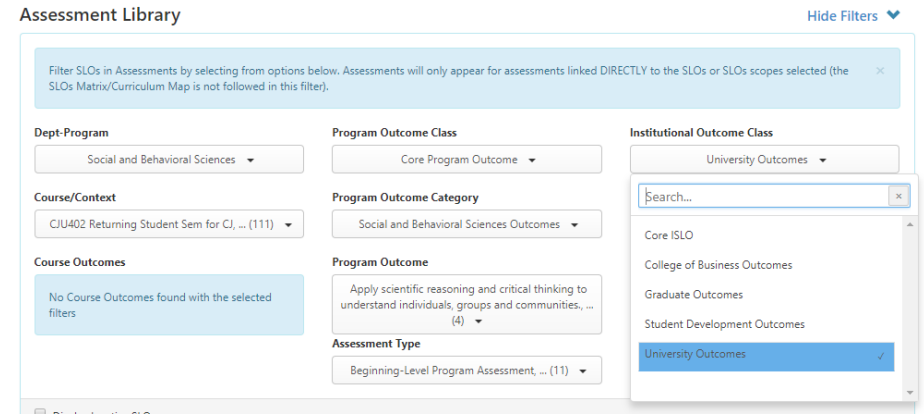 Assessment Library
Hide Filters
Filter SLOs in Assessments by selecting from options below. Assessments will only appear for assessments linked DIRECTLY to the SLOs or SLOs scopes selected (the
SLOs Matrix/Curriculum Map is not followed in this filter).
Dept-Program
Social and Behavioral Sciences
Program Outcome Class
Core Program Outcome
Institutional Outcome Class
University Outcomes
Search...
Core ISLO
College of Business Outcomes
Graduate Outcomes
Student Development Outcomes
University Outcomes
Course/Context
CJU402 Returning Student Sem for CJ, ... (111)
Program Outcome Category
Social and Behavioral Sciences Outcomes
Course Outcomes
No Course Outcomes found with the selected
filters
Program Outcome
Apply scientific reasoning and critical thinking to
understand individuals, groups and communities., ...
(4)
Assessment Type
Beginning-Level Program Assessment, ... (11)